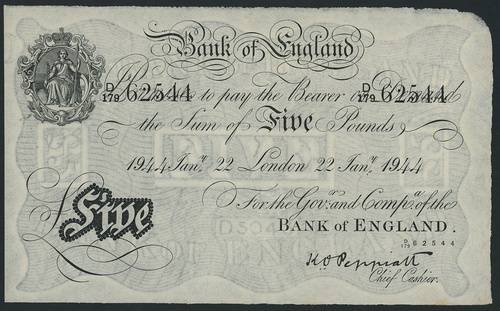 Bank of England
I Promise to pay the Bearer on Demand
D/179 62544 D/179 62544
the Sum of Five Pounds
1944 Jany. 22 London 22 Jany. 1944
For the Govr. and Compa. of the
BANK of ENGLAND.
D/179 62544
Five
K.O. Peppiatt
Chief Cashier.